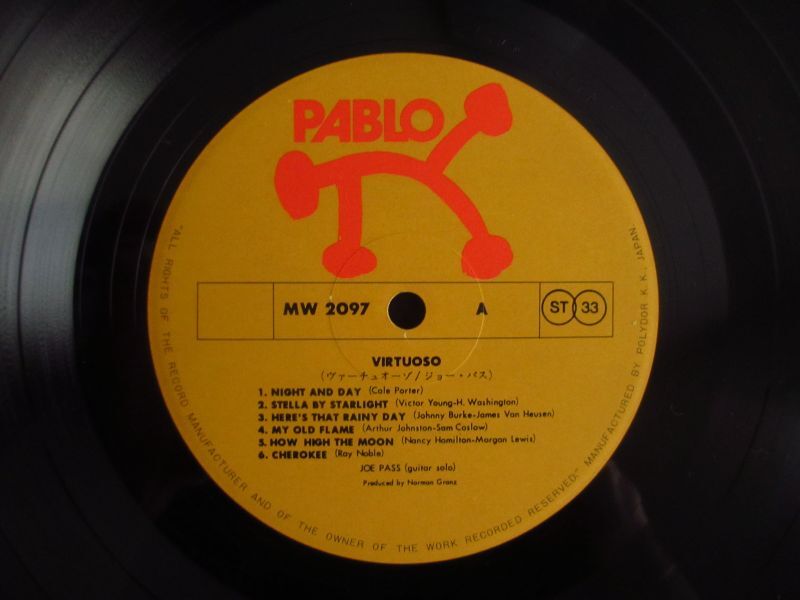 PABLO
MW 2097 A ST 33
VIRTUOSO
(ヴァーチュオーゾ/ジョー・パス)
1. NIGHT AND DAY (Cole Porter)
2. STELLA BY STARLIGHT (Victor Young-H. Washington)
3. HERE'S THAT RAINY DAY (Johnny Burke-James Van Heusen)
4. MY OLD FLAME (Arthur Johnston-Sam Coslow)
5. HOW HIGH THE MOON (Nancy Hamilton-Morgan Lewis)
6. CHEROKEE (Ray Noble)
JOE PASS (guitar solo)
Produced by Norman Granz
"ALL RIGHTS OF THE RECORD MANUFACTURER AND OF THE OWNER OF THE WORK RECORDED RESERVED." MANUFACTURED BY POLYDOR K.K., JAPAN